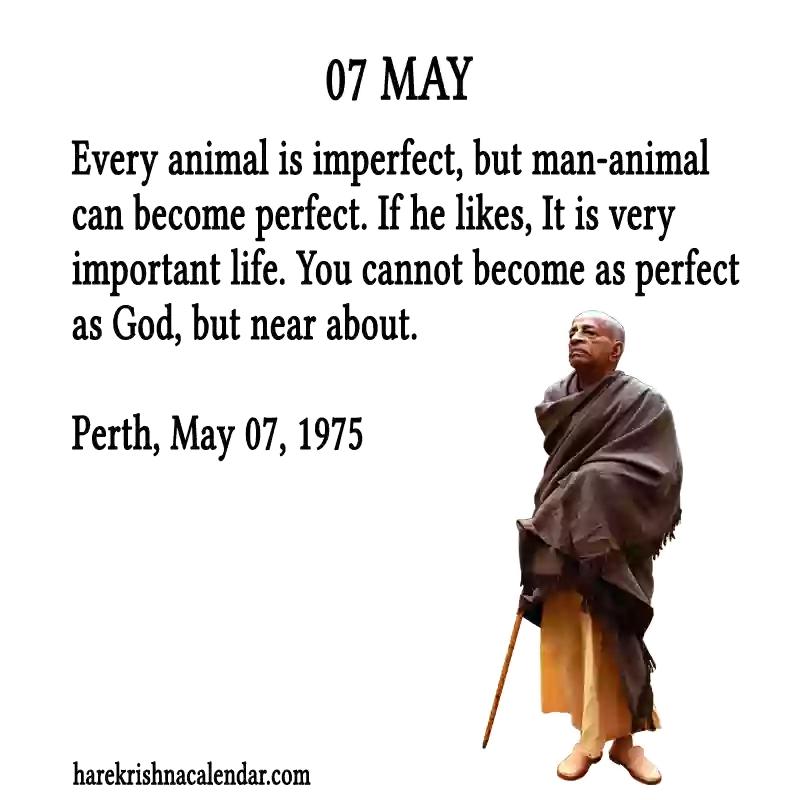 07 MAY
Every animal is imperfect, but man-animal
can become perfect. If he likes, It is very
important life. You cannot become as perfect
as God, but near about.
Perth, May 07, 1975
harekrishnacalendar.com